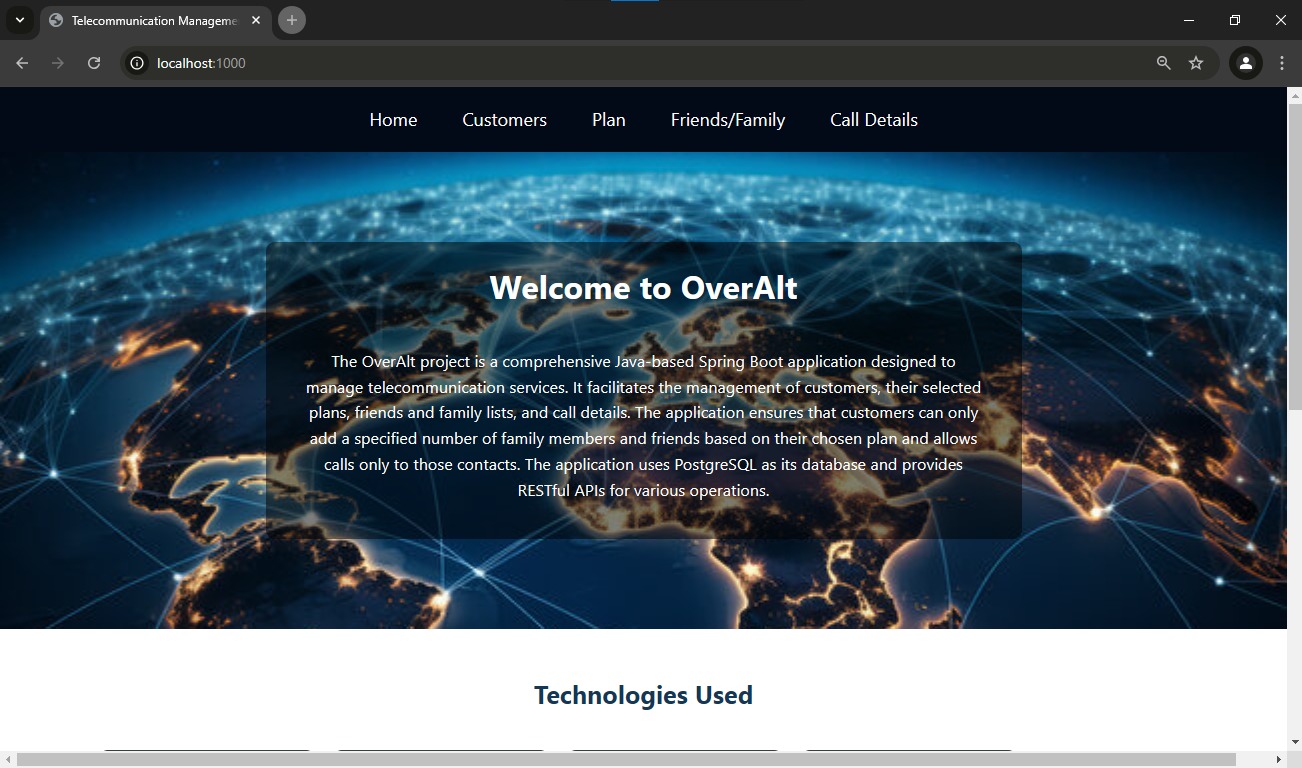 Telecommunication Manageme
localhost:1000
Home Customers Plan Friends/Family Call Details
Welcome to OverAlt
The OverAlt project is a comprehensive Java-based Spring Boot application designed to
manage telecommunication services. It facilitates the management of customers, their selected
plans, friends and family lists, and call details. The application ensures that customers can only
add a specified number of family members and friends based on their chosen plan and allows
calls only to those contacts. The application uses PostgreSQL as its database and provides
RESTful APIs for various operations.
Technologies Used